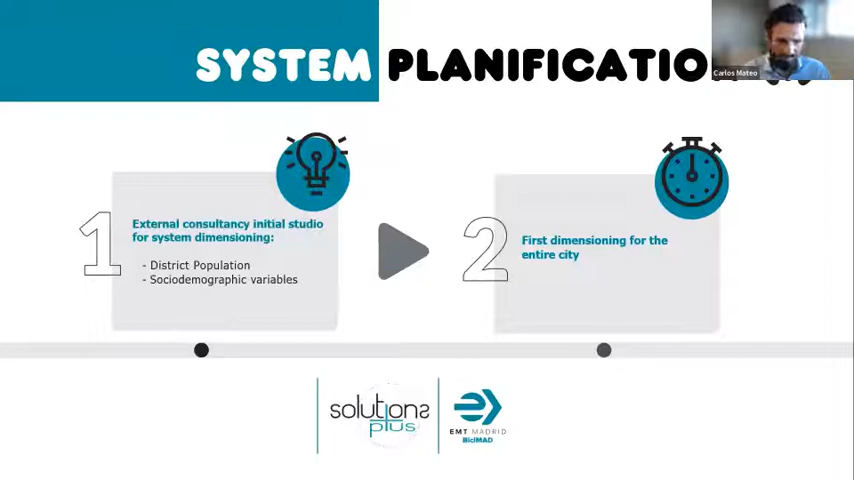 SYSTEM PLANIFICATIO
Carlos Mateo
1
External consultancy initial studio
for system dimensioning:
- District Population
- Sociodemographic variables
2
First dimensioning for the
entire city
solutions
plus
EMT MADRID
BiciMAD